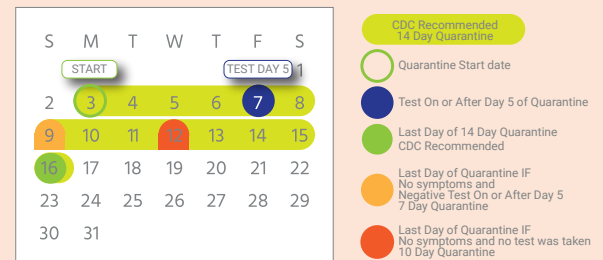 S M T W T F S
START
TEST DAY 5
1
2 3 4 5 6 7 8
9 10 11 12 13 14 15
16 17 18 19 20 21 22
23 24 25 26 27 28 29
30 31
CDC Recommended
14 Day Quarantine
Quarantine Start date
Test On or After Day 5 of Quarantine
Last Day of 14 Day Quarantine
CDC Recommended
Last Day of Quarantine IF
No symptoms and
Negative Test On or After Day 5
7 Day Quarantine
Last Day of Quarantine IF
No symptoms and no test was taken
10 Day Quarantine